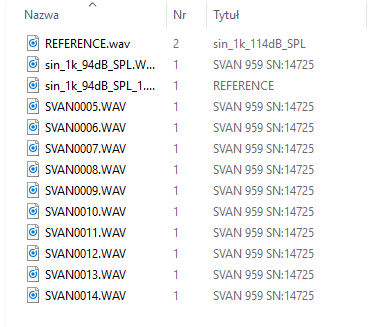 Nazwa Nr Tytuł
REFERENCE.wav 2 sin_1k_114dB_SPL
sin_1k_94dB_SPL.W... 1 SVAN 959 SN:14725
sin_1k_94dB_SPL_1.... 1 REFERENCE
SVAN0005.WAV 1 SVAN 959 SN:14725
SVAN0006.WAV 1 SVAN 959 SN:14725
SVAN0007.WAV 1 SVAN 959 SN:14725
SVAN0008.WAV 1 SVAN 959 SN:14725
SVAN0009.WAV 1 SVAN 959 SN:14725
SVAN0010.WAV 1 SVAN 959 SN:14725
SVAN0011.WAV 1 SVAN 959 SN:14725
SVAN0012.WAV 1 SVAN 959 SN:14725
SVAN0013.WAV 1 SVAN 959 SN:14725
SVAN0014.WAV 1 SVAN 959 SN:14725